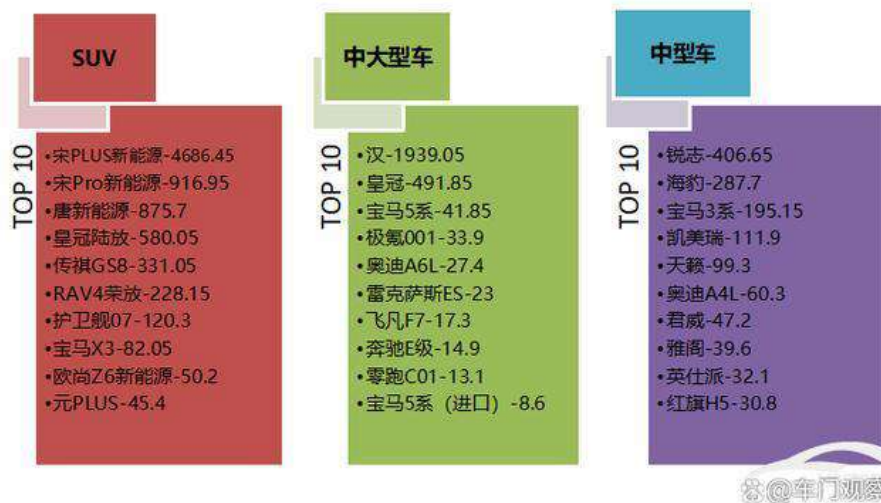 SUV
TOP 10
•宋PLUS新能源-4686.45
•宋Pro新能源-916.95
•唐新能源-875.7
•皇冠陆放-580.05
•传祺GS8-331.05
•RAV4荣放-228.15
•护卫舰07-120.3
•宝马X3-82.05
•欧尚Z6新能源-50.2
•元PLUS-45.4
中大型车
TOP 10
•汉-1939.05
•皇冠-491.85
•宝马5系-41.85
•极氪001-33.9
•奥迪A6L-27.4
•雷克萨斯ES-23
•飞凡F7-17.3
•奔驰E级-14.9
•零跑C01-13.1
•宝马5系（进口）-8.6
中型车
TOP 10
•锐志-406.65
•海豹-287.7
•宝马3系-195.15
•凯美瑞-111.9
•天籁-99.3
•奥迪A4L-60.3
•君威-47.2
•雅阁-39.6
•英仕派-32.1
•红旗H5-30.8
@车门观察